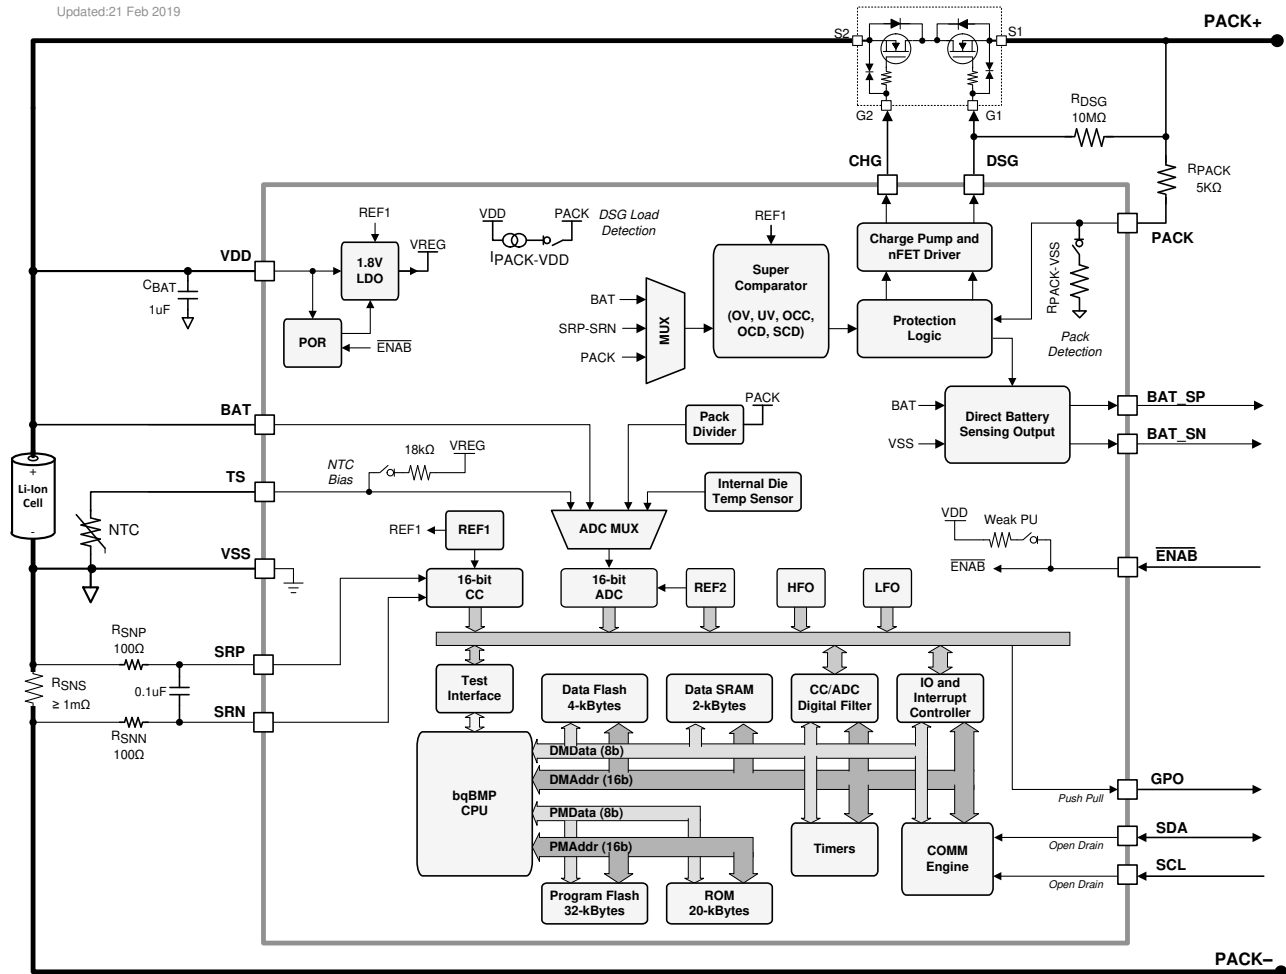 Updated:21 Feb 2019
PACK+
S2
S1
G2
G1
RDSG
10MΩ
CHG
DSG
RPACK
5KΩ
PACK
REF1
VDD
PACK
DSG Load
Detection
IPACK-VDD
REF1
VREG
VDD
1.8V
LDO
CBAT
1uF
POR
ENAB
Charge Pump and
nFET Driver
Super
Comparator
(OV, UV, OCC,
OCD, SCD)
BAT
SRP-SRN
PACK
MUX
Protection
Logic
RPACK-VSS
Pack
Detection
BAT
PACK
Pack
Divider
BAT
VSS
Direct Battery
Sensing Output
BAT_SP
BAT_SN
+
Li-Ion
Cell
-
TS
NTC
Bias
18kΩ
VREG
Internal Die
Temp Sensor
NTC
REF1
REF1
ADC MUX
VDD
Weak PU
ENAB
ENAB
VSS
16-bit
CC
16-bit
ADC
REF2
HFO
LFO
RSNP
100Ω
SRP
RSNS
≥ 1mΩ
0.1uF
SRN
RSNN
100Ω
Test
Interface
Data Flash
4-kBytes
Data SRAM
2-kBytes
CC/ADC
Digital Filter
IO and
Interrupt
Controller
bqBMP
CPU
DMData (8b)
DMAddr (16b)
PMData (8b)
PMAddr (16b)
Timers
COMM
Engine
Push Pull
GPO
Open Drain
SDA
Open Drain
SCL
Program Flash
32-kBytes
ROM
20-kBytes
PACK–